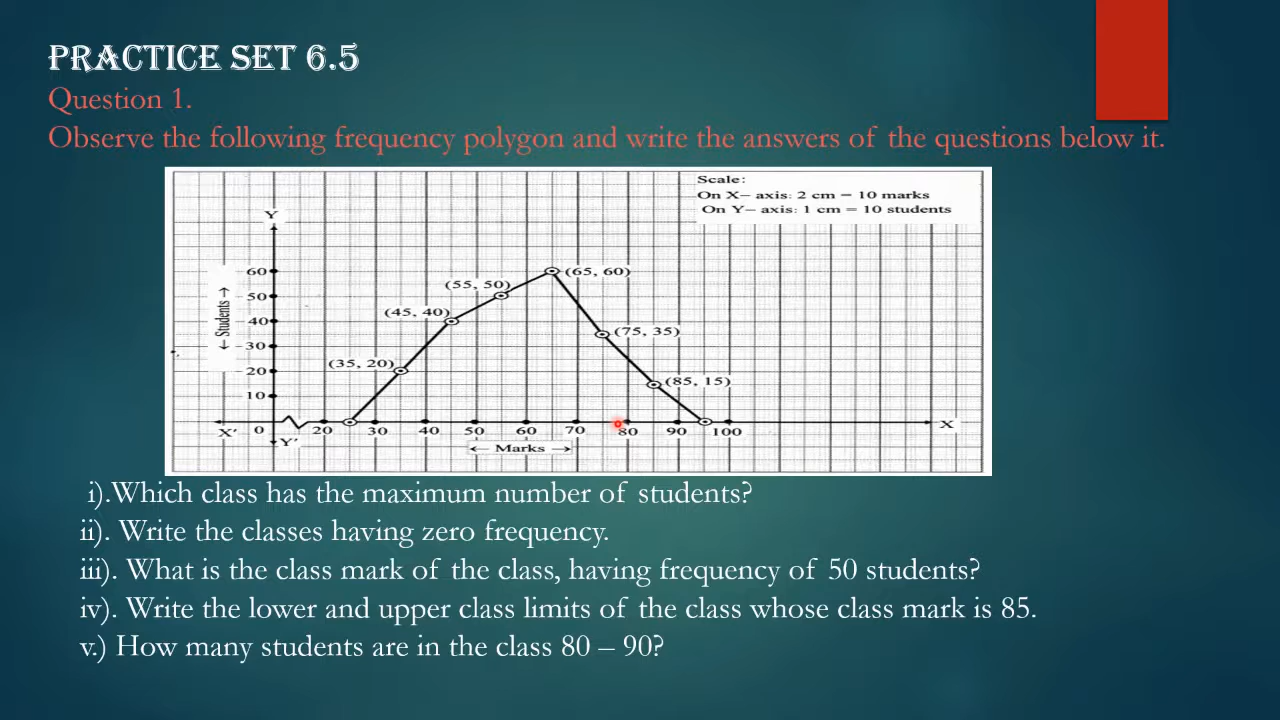 PRACTICE SET 6.5
Question 1.
Observe the following frequency polygon and write the answers of the questions below it.
Scale:
On X– axis: 2 cm = 10 marks
On Y– axis: 1 cm = 10 students
Y
60
(65, 60)
(55, 50)
50
(45, 40)
40
(75, 35)
30
(35, 20)
20
(85, 15)
10
← Students →
X' 0 20 30 40 50 60 70 80 90 100 X
Y'
← Marks →
i).Which class has the maximum number of students?
ii). Write the classes having zero frequency.
iii). What is the class mark of the class, having frequency of 50 students?
iv). Write the lower and upper class limits of the class whose class mark is 85.
v.) How many students are in the class 80 – 90?